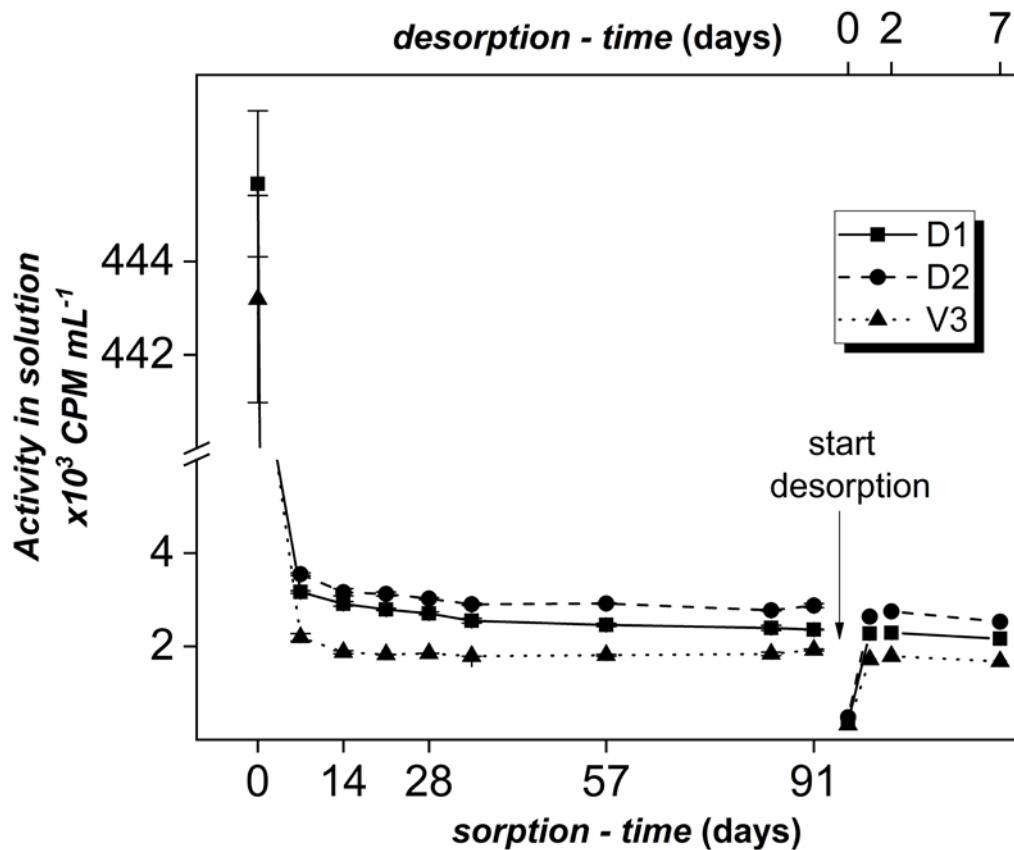 desorption - time (days)
0 2 7
Activity in solution
x10³ CPM mL⁻¹
444
442
4
2
D1
D2
V3
start
desorption
0 14 28 57 91
sorption - time (days)